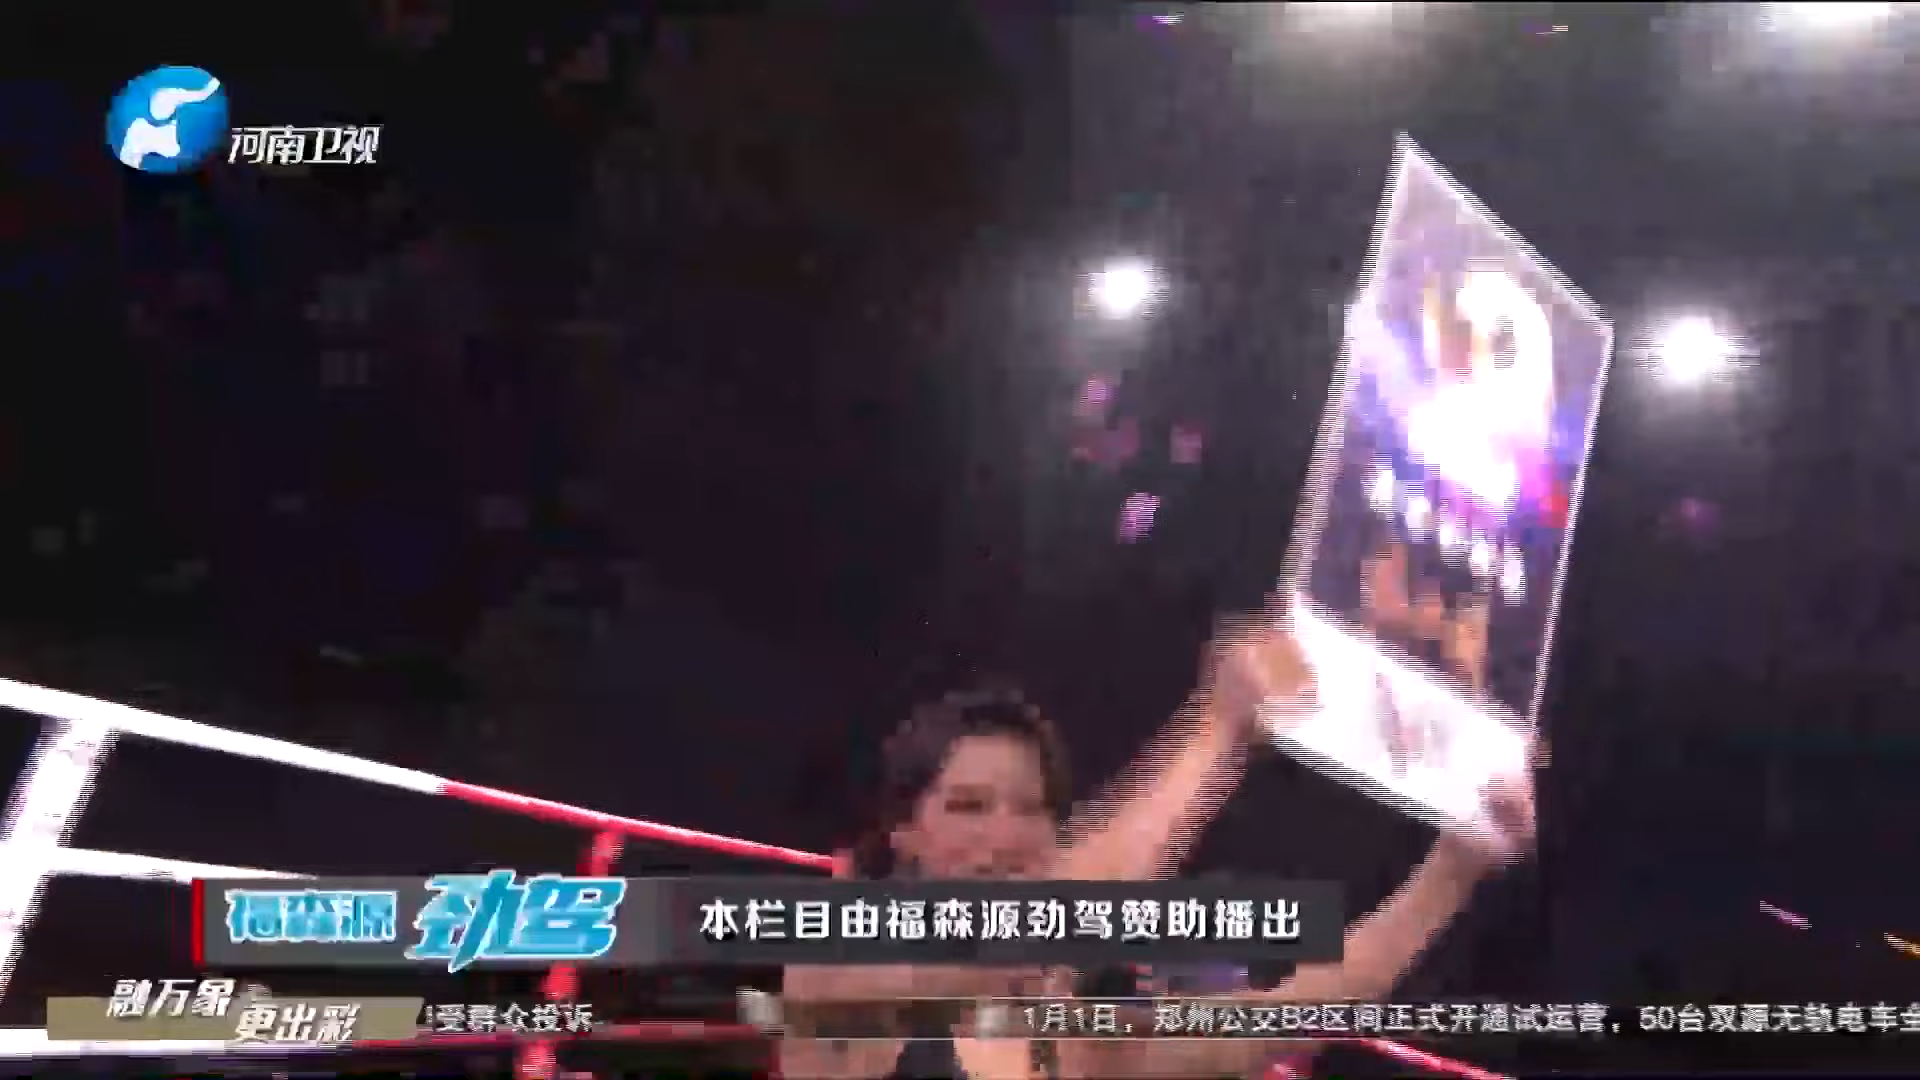 河南卫视
福森源 劲驾 本栏目由福森源劲驾赞助播出
融万象
更出彩
受群众投诉 1月1日，郑州公交B2区间正式开通试运营，50台双源无轨电车全